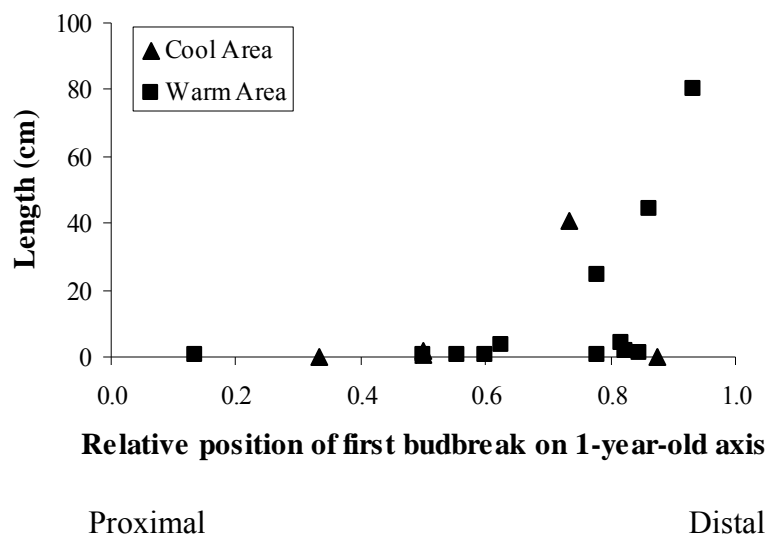 100
80
60
40
20
0
Length (cm)
Cool Area
Warm Area
0.0 0.2 0.4 0.6 0.8 1.0
Relative position of first budbreak on 1-year-old axis
Proximal Distal